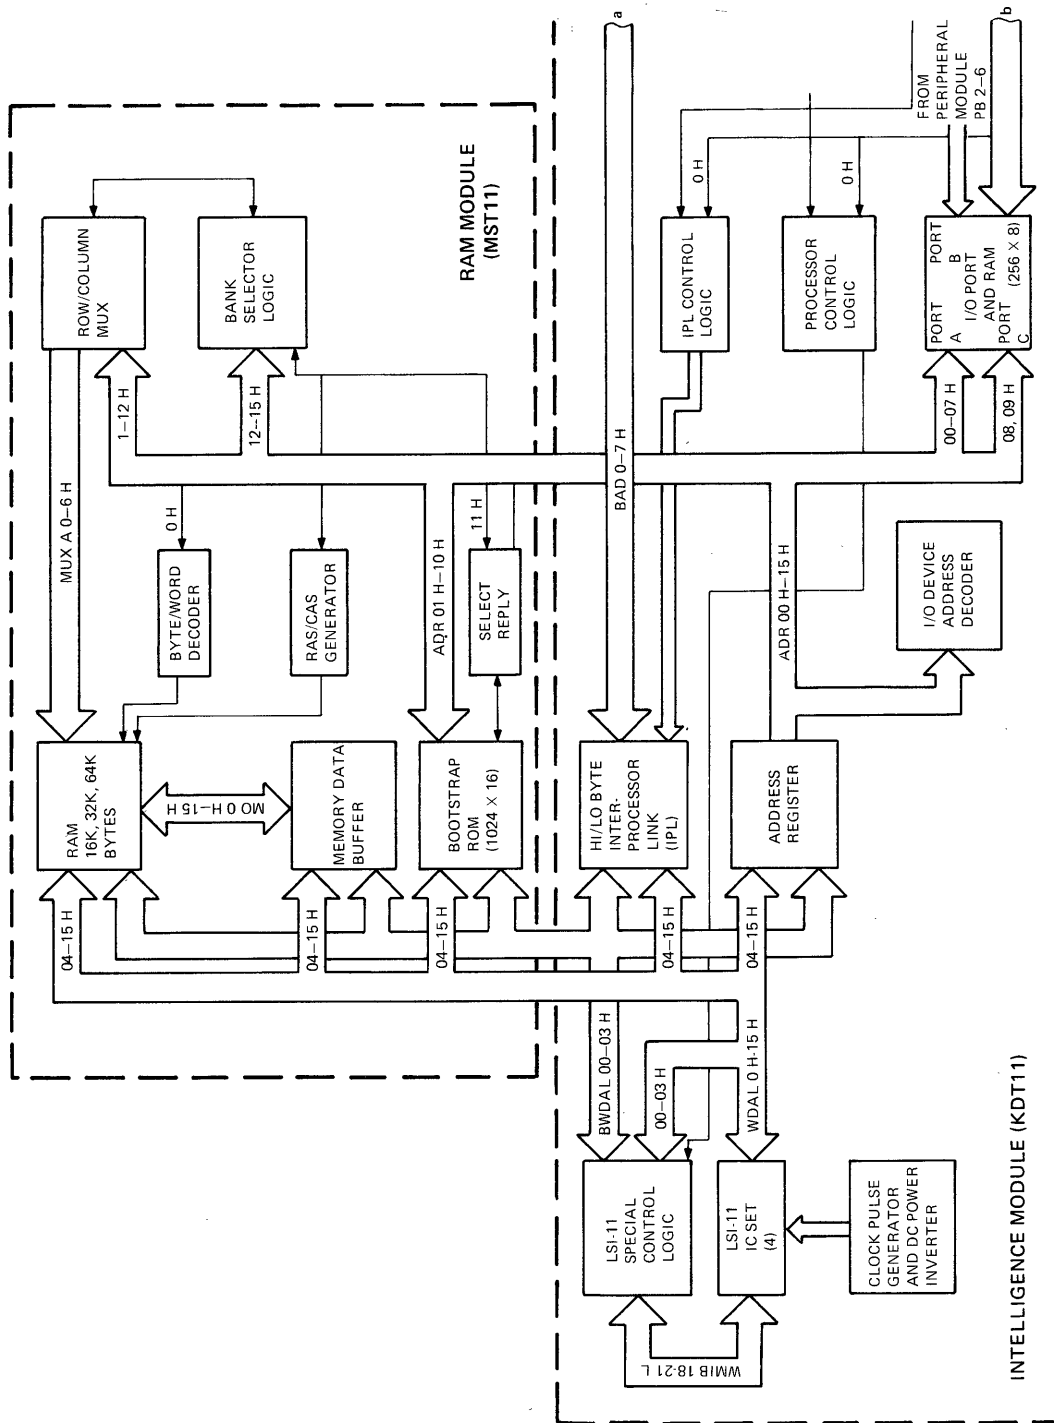 RAM MODULE
(MST11)
ROW/COLUMN
MUX
BANK
SELECTOR
LOGIC
MUX A 0–6 H
1–12 H
12–15 H
0 H
BYTE/WORD
DECODER
RAS/CAS
GENERATOR
ADR 01 H–10 H
11 H
SELECT
REPLY
RAM
16K, 32K, 64K
BYTES
MO 0 H–15 H
MEMORY DATA
BUFFER
BOOTSTRAP
ROM
(1024 × 16)
04–15 H
04–15 H
04–15 H
a
BAD 0–7 H
FROM
PERIPHERAL
MODULE
PB 2–6
b
0 H
0 H
IPL CONTROL
LOGIC
PROCESSOR
CONTROL
LOGIC
PORT
A
PORT
B
I/O PORT
AND RAM
(256 × 8)
PORT
C
00–07 H
08, 09 H
ADR 00 H–15 H
I/O DEVICE
ADDRESS
DECODER
HI/LO BYTE
INTER-
PROCESSOR
LINK
(IPL)
ADDRESS
REGISTER
04–15 H
04–15 H
BWDAL 00–03 H
00–03 H
WDAL 0 H-15 H
LSI-11
SPECIAL
CONTROL
LOGIC
LSI-11
IC SET
(4)
CLOCK PULSE
GENERATOR
AND DC POWER
INVERTER
WMIB 18-21 L
INTELLIGENCE MODULE (KDT11)